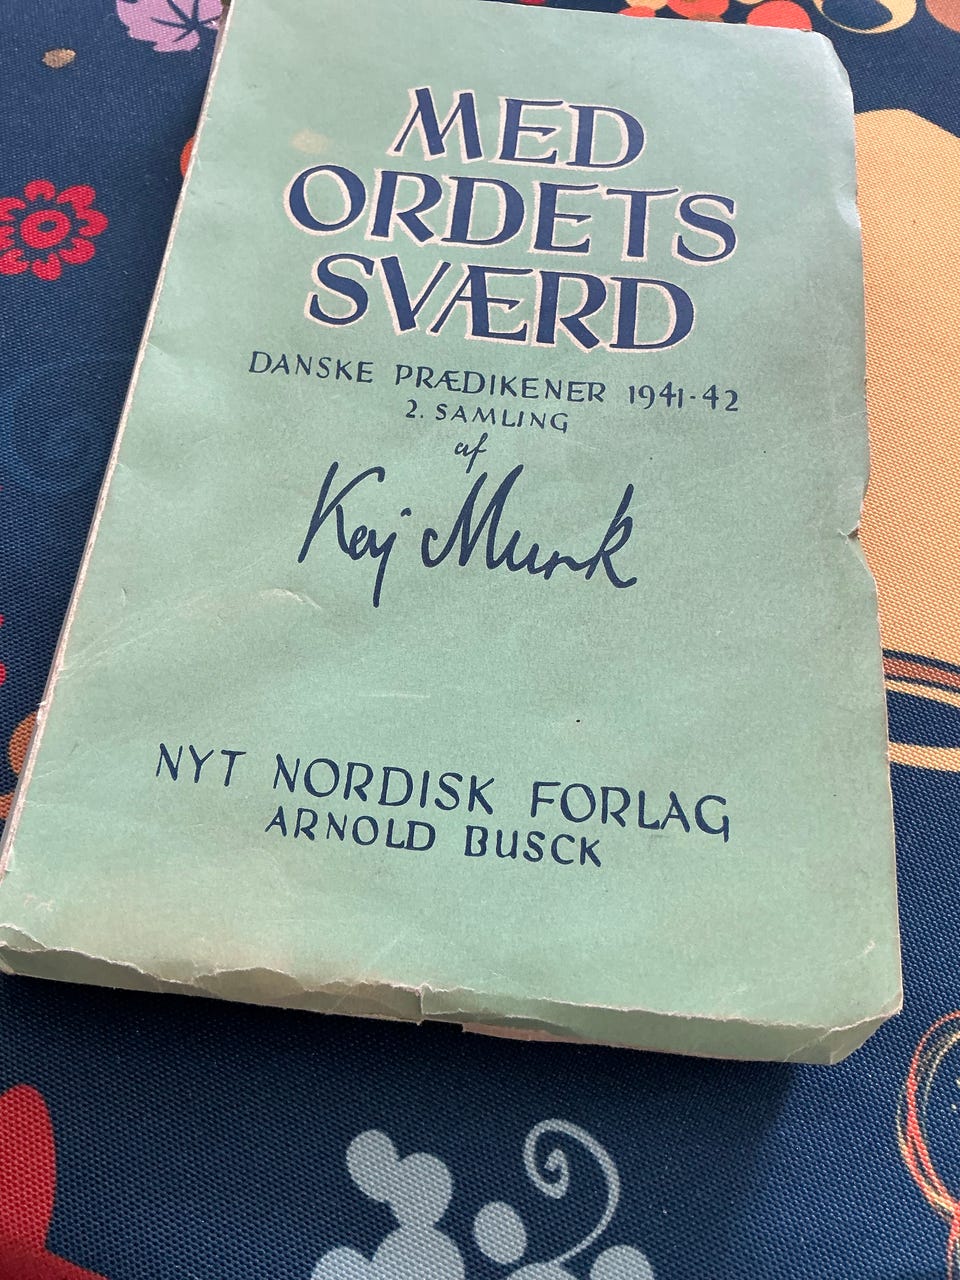 MED
ORDETS
SVÆRD
DANSKE PRÆDIKENER 1941-42
2. SAMLING
af
Kaj Munk
NYT NORDISK FORLAG
ARNOLD BUSCK